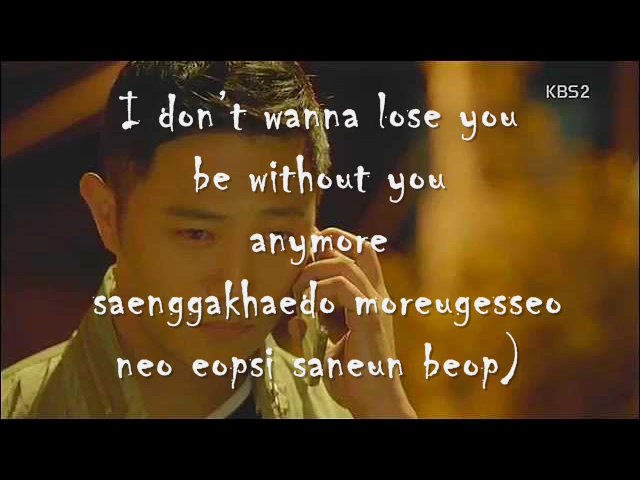 KBS2
I don't wanna lose you
be without you
anymore
saenggakhaedo moreugesseo
neo eopsi saneun beop)